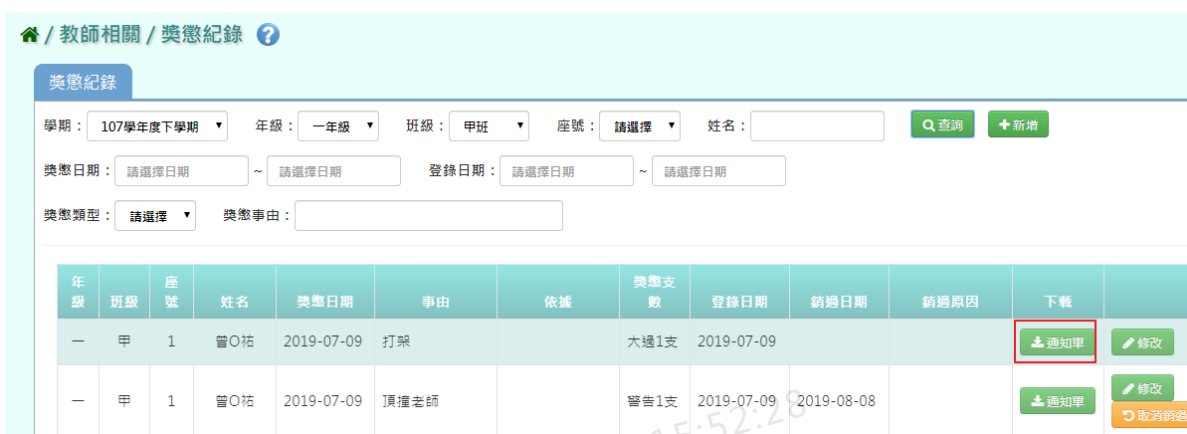 / 教師相關 / 獎懲紀錄 ?
獎懲紀錄
學期： 107學年度下學期 年級： 一年級 班級： 甲班 座號： 請選擇 姓名： 查詢 +新增
獎懲日期： 請選擇日期 ~ 請選擇日期 登錄日期： 請選擇日期 ~ 請選擇日期
獎懲類型： 請選擇 獎懲事由：
年級 班級 座號 姓名 獎懲日期 事由 依據 獎懲支數 登錄日期 銷過日期 銷過原因 下載
一 甲 1 曾O祐 2019-07-09 打架 大過1支 2019-07-09 通知單 修改
一 甲 1 曾O祐 2019-07-09 頂撞老師 警告1支 2019-07-09 2019-08-08 通知單 修改
取消銷過
15:52:28